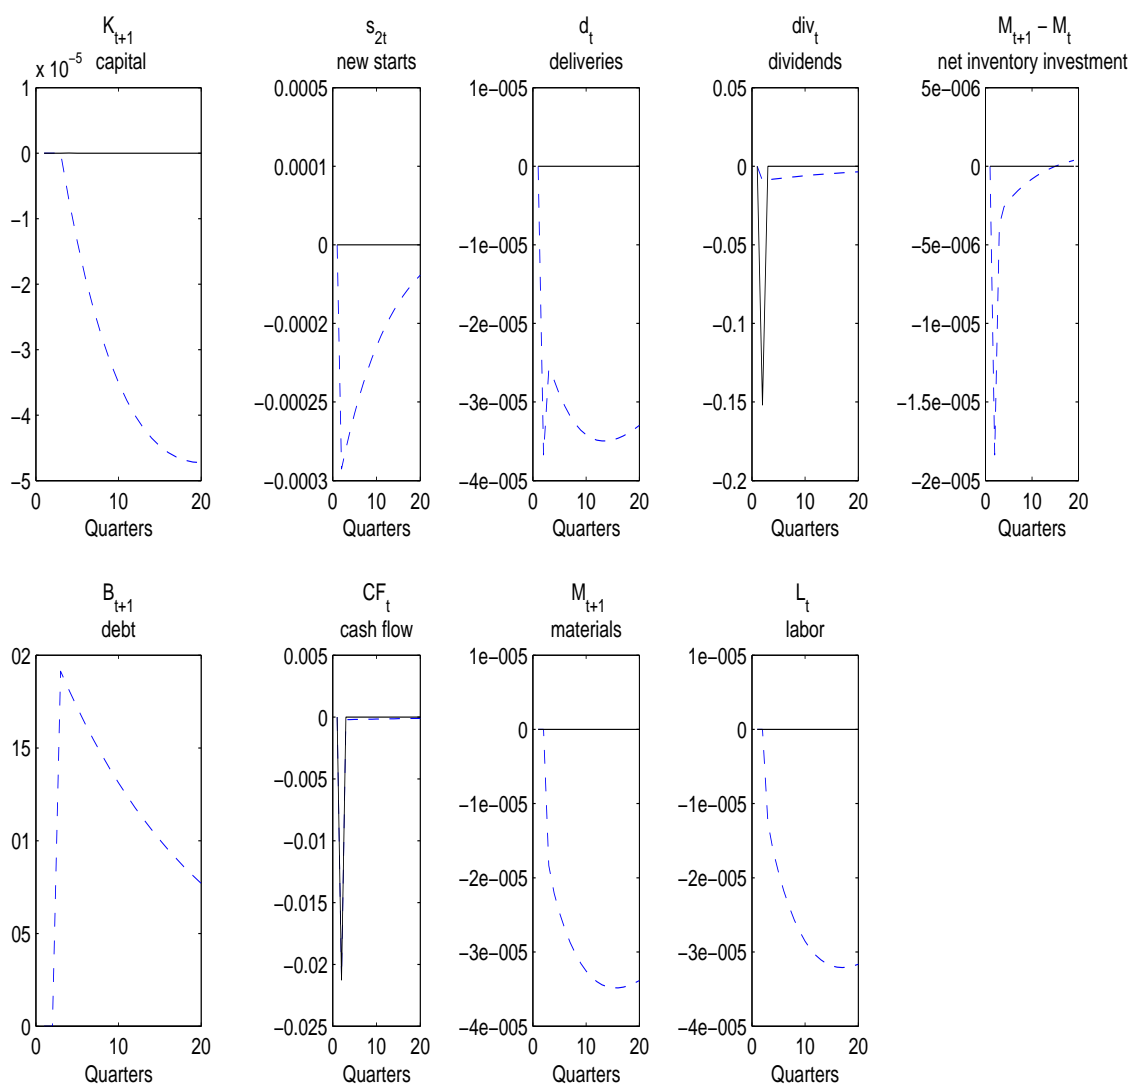 K_{t+1}
capital
x 10^{−5}
1
0
−1
−2
−3
−4
−5
0 10 20
Quarters
s_{2t}
new starts
0.0005
0.0001
0
−0.0002
−0.00025
−0.0003
0 10 20
Quarters
d_t
deliveries
1e−005
0
−1e−005
−2e−005
−3e−005
−4e−005
0 10 20
Quarters
div_t
dividends
0.05
0
−0.05
−0.1
−0.15
−0.2
0 10 20
Quarters
M_{t+1} − M_t
net inventory investment
5e−006
0
−5e−006
−1e−005
−1.5e−005
−2e−005
0 10 20
Quarters
B_{t+1}
debt
02
15
01
05
0
0 10 20
Quarters
CF_t
cash flow
0.005
0
−0.005
−0.01
−0.015
−0.02
−0.025
0 10 20
Quarters
M_{t+1}
materials
1e−005
0
−1e−005
−2e−005
−3e−005
−4e−005
0 10 20
Quarters
L_t
labor
1e−005
0
−1e−005
−2e−005
−3e−005
−4e−005
0 10 20
Quarters